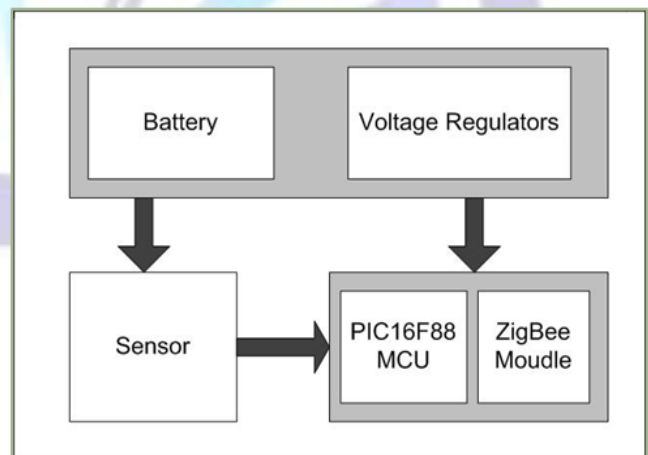 Battery
Voltage Regulators
Sensor
PIC16F88
MCU
ZigBee
Moudle